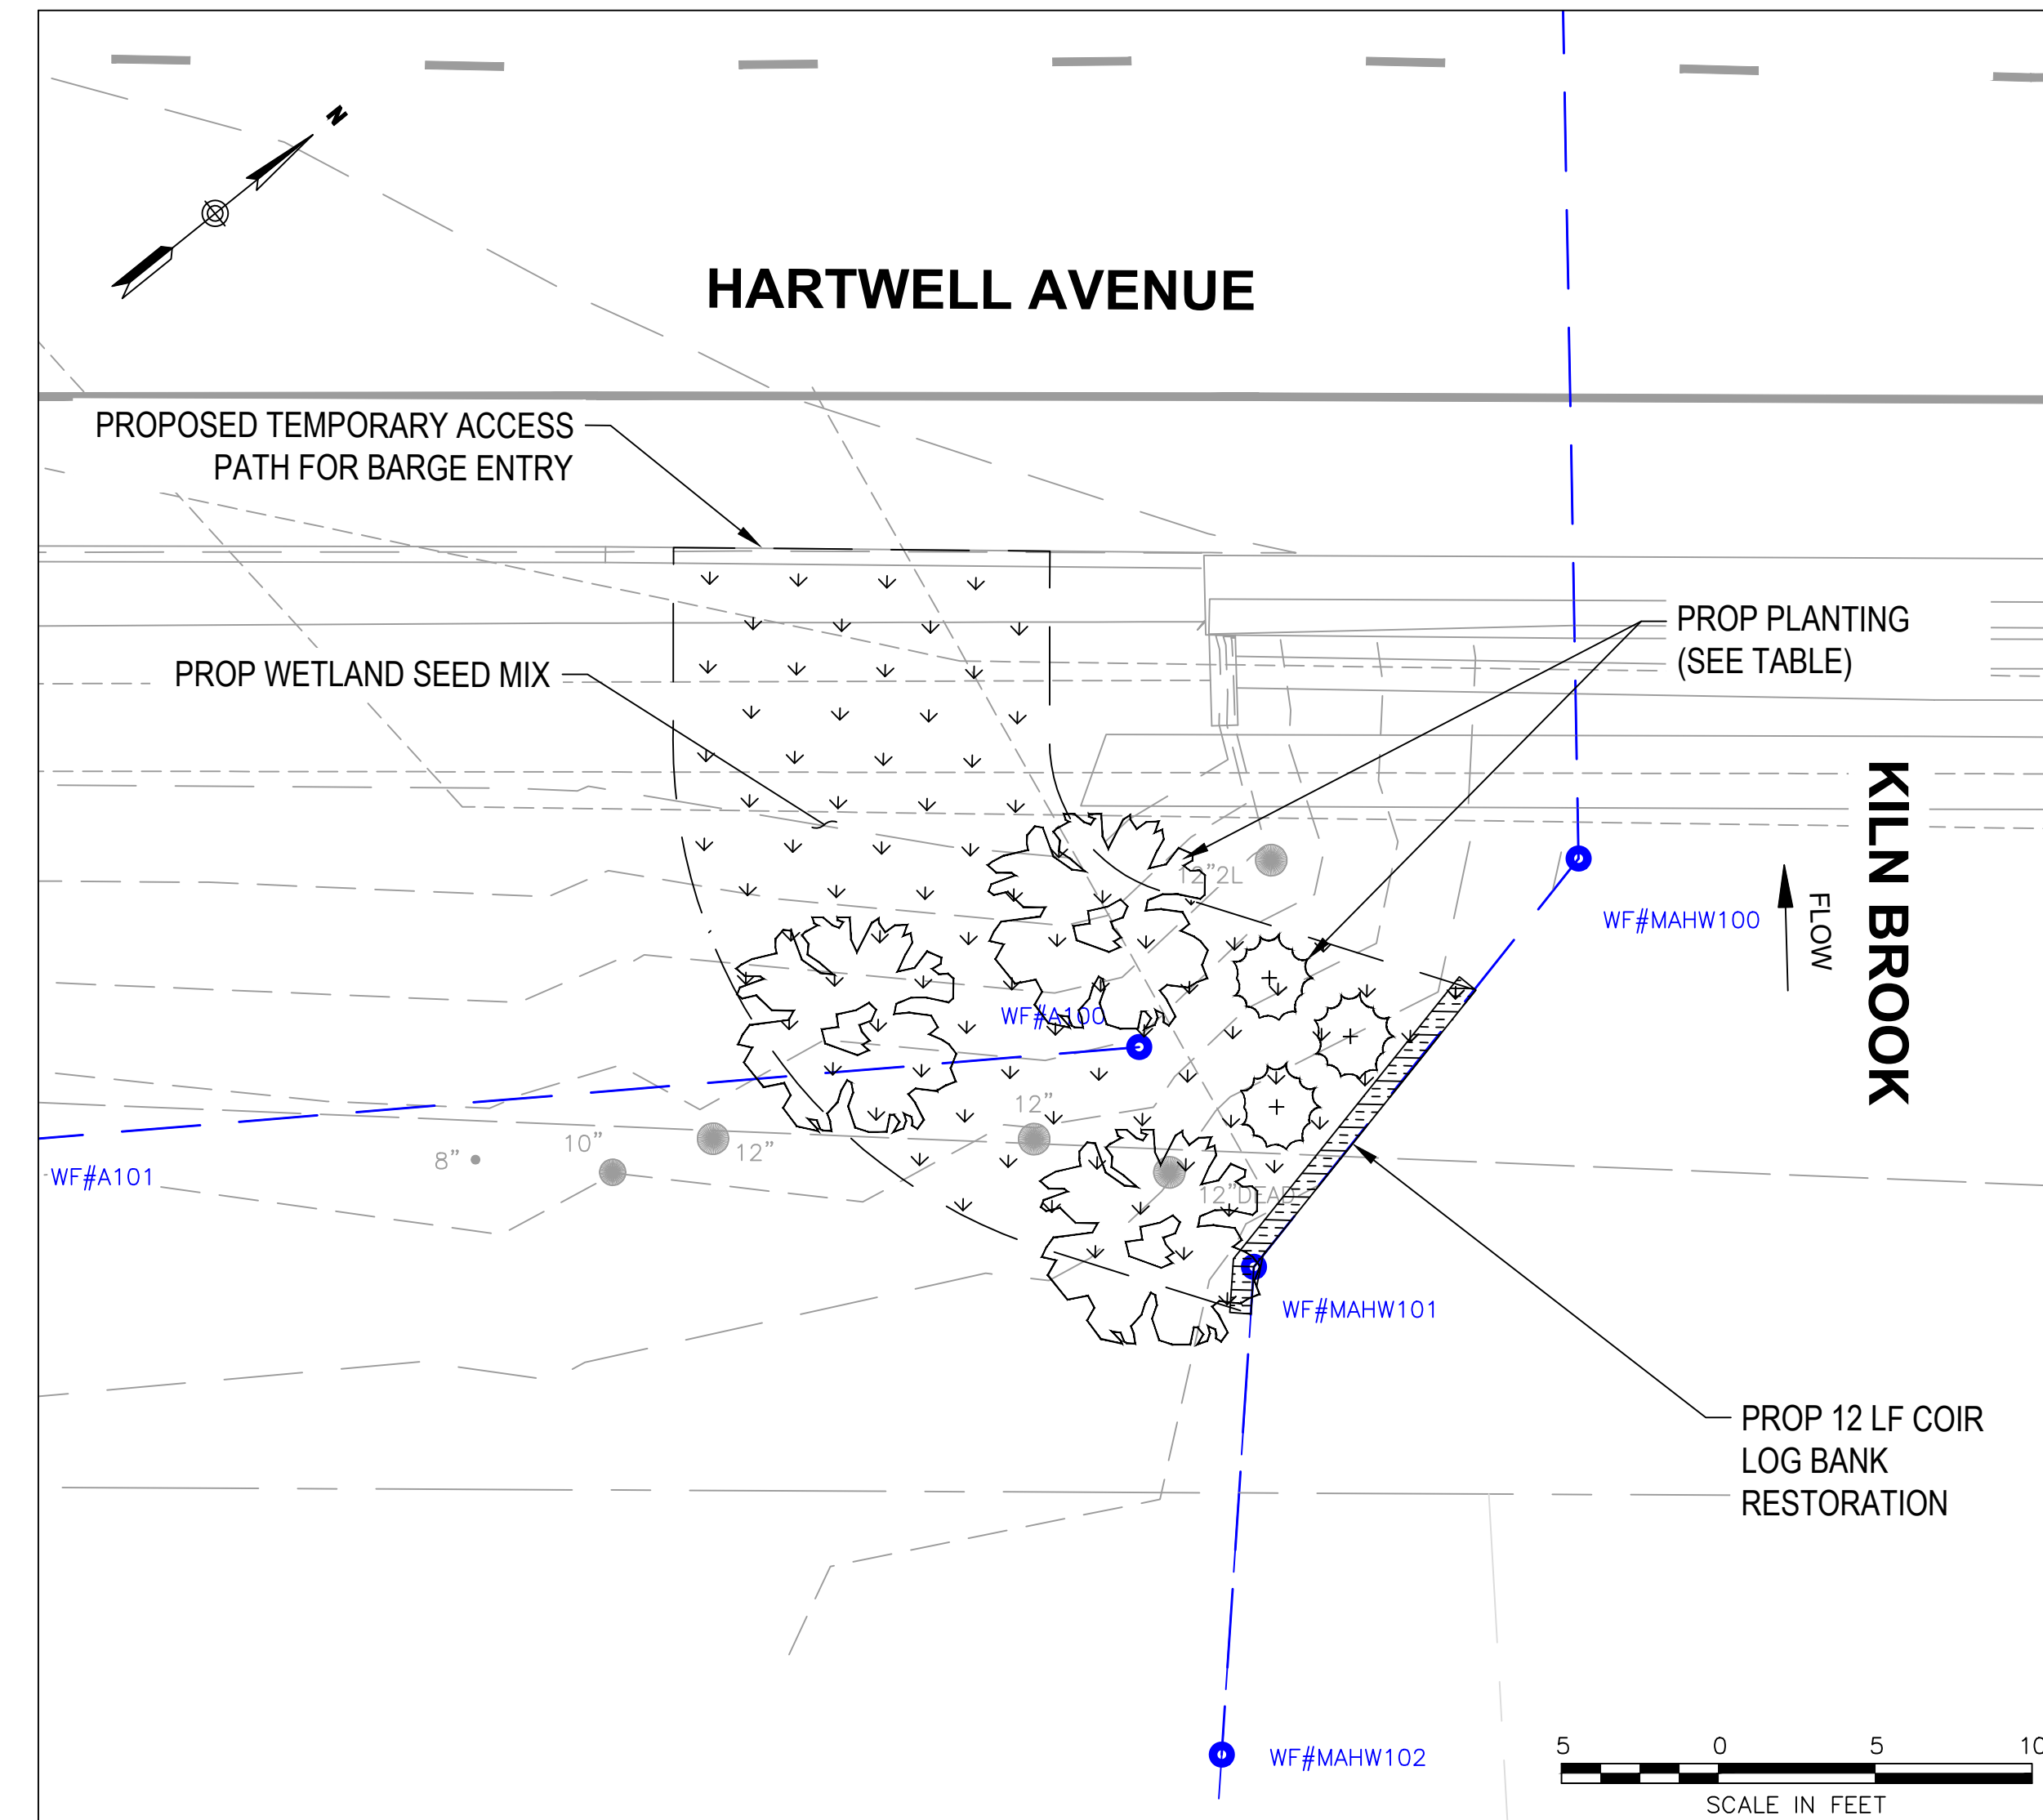 N
HARTWELL AVENUE
PROPOSED TEMPORARY ACCESS
PATH FOR BARGE ENTRY
PROP PLANTING
(SEE TABLE)
PROP WETLAND SEED MIX
KILN BROOK
FLOW
12"2L
WF#MAHW100
WF#A100
12"
10"
12"
8"
WF#A101
12"DEAD
WF#MAHW101
PROP 12 LF COIR
LOG BANK
RESTORATION
WF#MAHW102
5 0 5 10
SCALE IN FEET